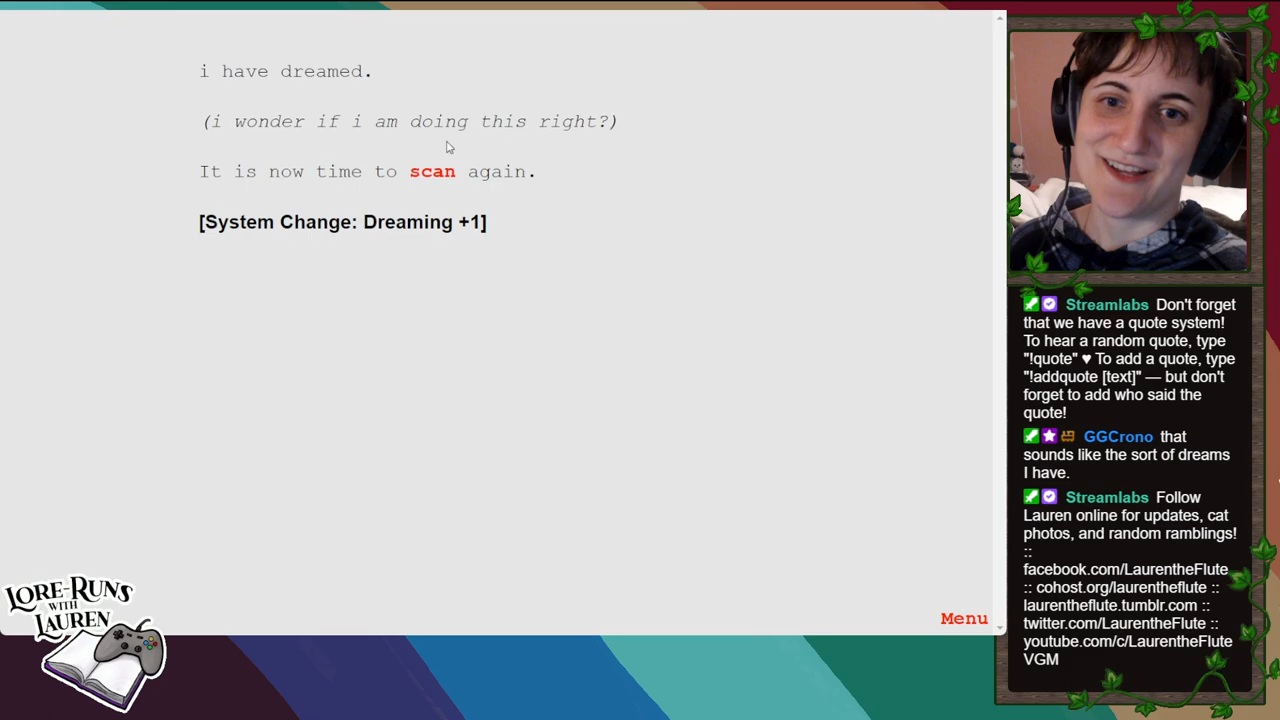 i have dreamed.
(i wonder if i am doing this right?)
It is now time to scan again.
[System Change: Dreaming +1]
Menu
LORE-RUNS
WITH
LAUREN
Streamlabs Don't forget
that we have a quote system!
To hear a random quote, type
"!quote" ♥ To add a quote, type
"!addquote [text]" — but don't
forget to add who said the
quote!
GGCrono that
sounds like the sort of dreams
I have.
Streamlabs Follow
Lauren online for updates, cat
photos, and random ramblings!
::
facebook.com/LaurentheFlute
:: cohost.org/laurentheflute ::
laurentheflute.tumblr.com ::
twitter.com/LaurentheFlute ::
youtube.com/c/LaurentheFlute
VGM